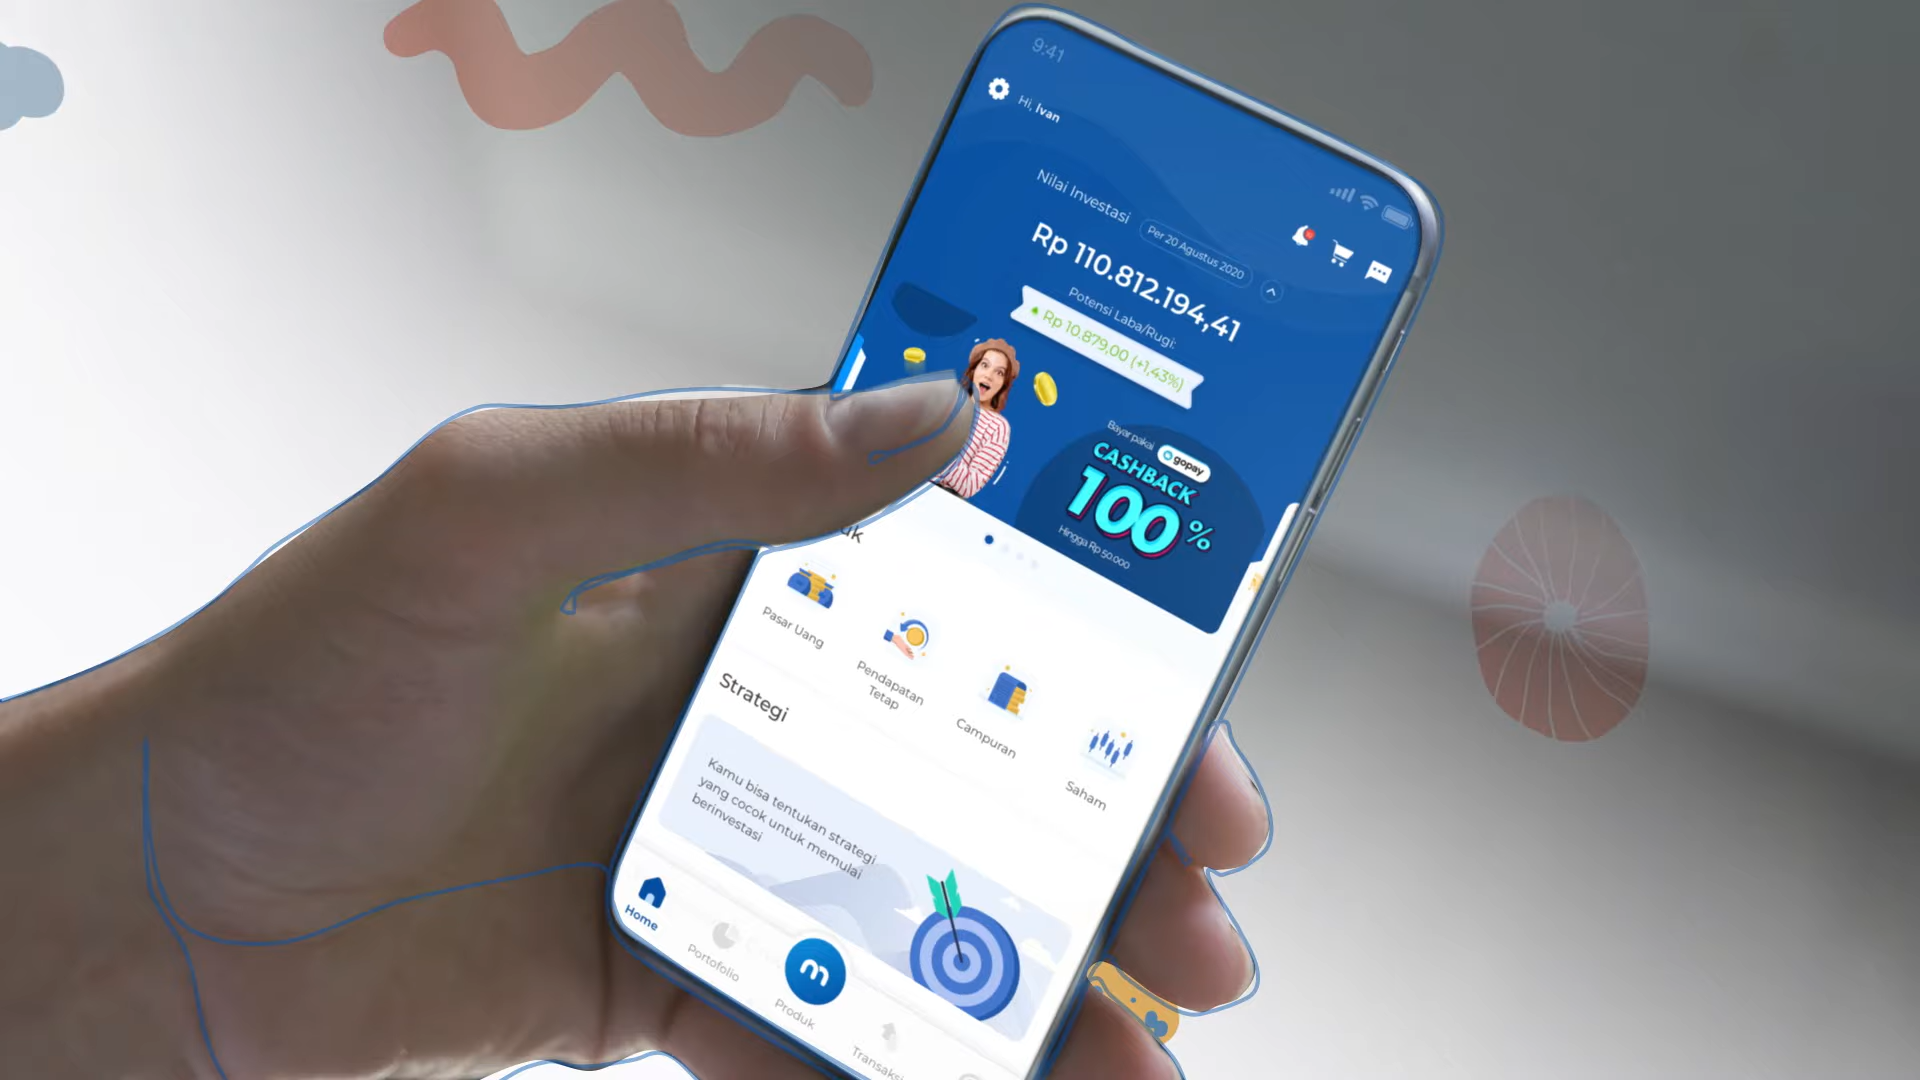 9:41
Hi, Ivan
Nilai Investasi
Per 20 Agustus 2020
Rp 110.812.194,41
Potensi Laba/Rugi:
Rp 10.879,00 (+1,43%)
Bayar pakai gopay
CASHBACK
100%
Hingga Rp 50.000
uk
Pasar Uang
Pendapatan
Tetap
Campuran
Saham
Strategi
Kamu bisa tentukan strategi
yang cocok untuk memulai
berinvestasi
Home
Portofolio
Produk
Transaksi